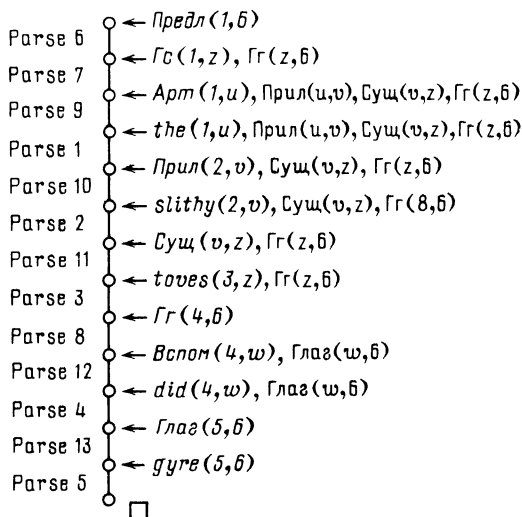 ← Предл (1,6)
Parse 6
← Гс (1,z), Гг (z,6)
Parse 7
← Арт (1,u), Прил(u,v), Сущ(v,z), Гг(z,6)
Parse 9
← the (1,u), Прил(u,v), Сущ(v,z), Гг(z,6)
Parse 1
← Прил (2,v), Сущ(v,z), Гг(z,6)
Parse 10
← slithy (2,v), Сущ(v,z), Гг(8,6)
Parse 2
← Сущ (v,z), Гг(z,6)
Parse 11
← toves (3,z), Гг(z,6)
Parse 3
← Гг (4,6)
Parse 8
← Вспом (4,w), Глаг(w,6)
Parse 12
← did (4,w), Глаг(w,6)
Parse 4
← Глаг (5,6)
Parse 13
← gyre (5,6)
Parse 5